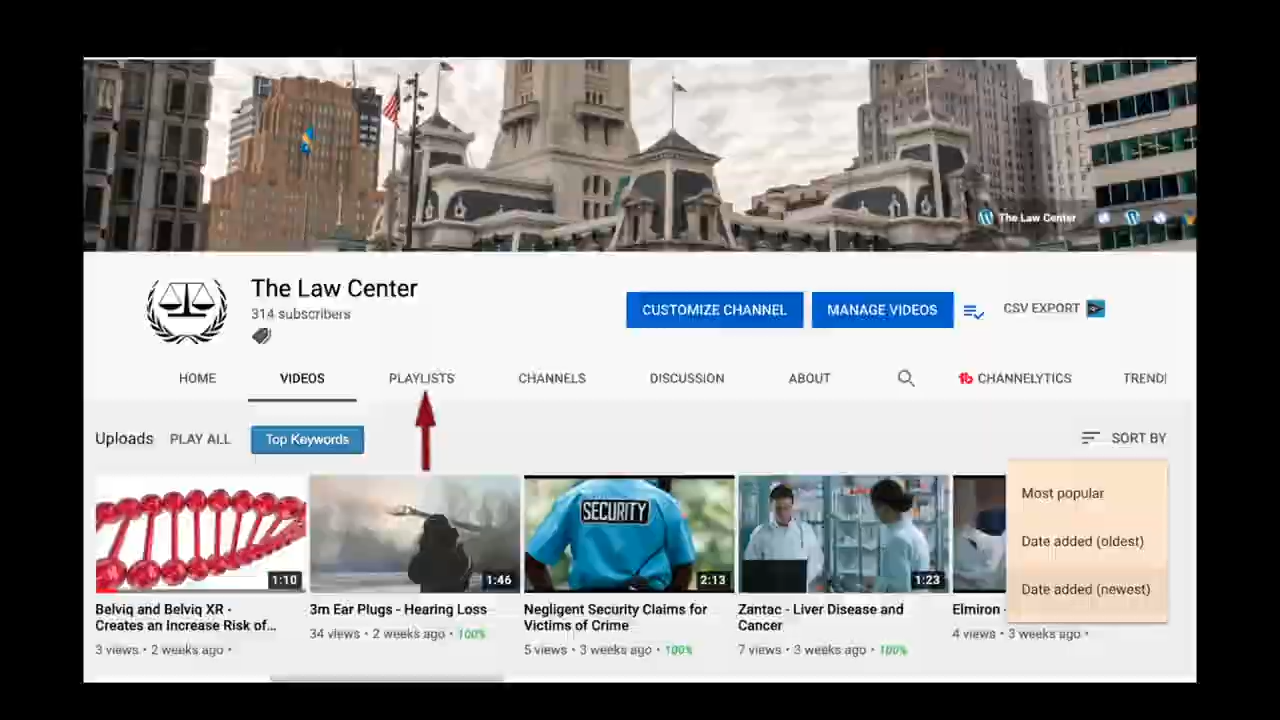 The Law Center
The Law Center
314 subscribers
CUSTOMIZE CHANNEL
MANAGE VIDEOS
CSV EXPORT
HOME
VIDEOS
PLAYLISTS
CHANNELS
DISCUSSION
ABOUT
CHANNELYTICS
TREND
Uploads
PLAY ALL
Top Keywords
SORT BY
Most popular
Date added (oldest)
Date added (newest)
SECURITY
1:10
1:46
2:13
1:23
Belviq and Belviq XR -
Creates an Increase Risk of...
3 views • 2 weeks ago •
3m Ear Plugs - Hearing Loss
34 views • 2 weeks ago • 100%
Negligent Security Claims for
Victims of Crime
5 views • 3 weeks ago • 100%
Zantac - Liver Disease and
Cancer
7 views • 3 weeks ago • 100%
Elmiron -
4 views • 3 weeks ago •